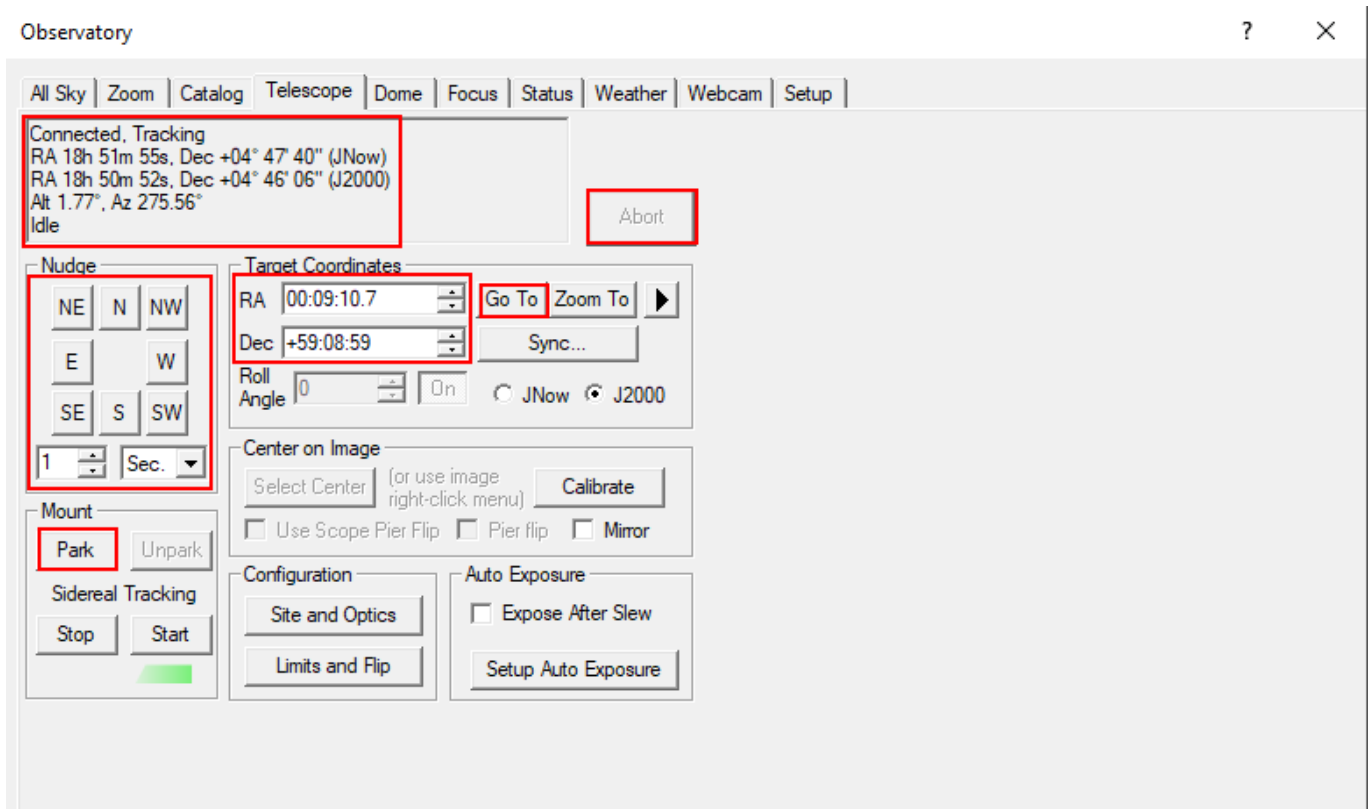 Observatory
?
All Sky Zoom Catalog Telescope Dome Focus Status Weather Webcam Setup
Connected, Tracking
RA 18h 51m 55s, Dec +04° 47' 40" (JNow)
RA 18h 50m 52s, Dec +04° 46' 06" (J2000)
Alt 1.77°, Az 275.56°
Idle
Abort
Nudge
NE N NW
E W
SE S SW
1 Sec.
Mount
Park Unpark
Sidereal Tracking
Stop Start
Target Coordinates
RA 00:09:10.7 Go To Zoom To
Dec +59:08:59 Sync...
Roll
Angle 0 On JNow J2000
Center on Image
Select Center (or use image
right-click menu) Calibrate
Use Scope Pier Flip Pier flip Mirror
Configuration
Site and Optics
Limits and Flip
Auto Exposure
Expose After Slew
Setup Auto Exposure